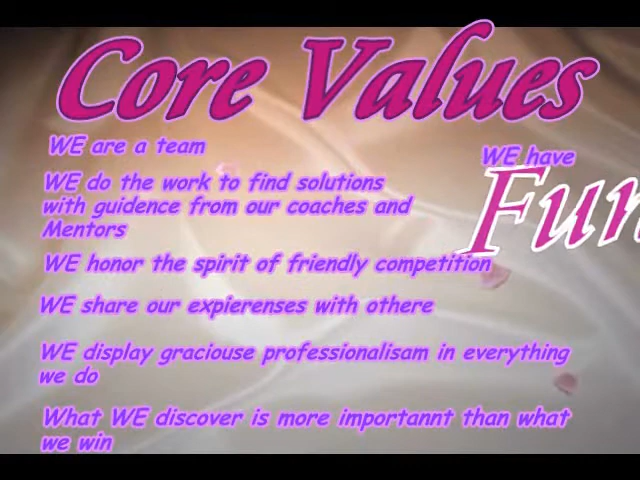 Core Values
WE are a team
WE do the work to find solutions
with guidence from our coaches and
Mentors
WE honor the spirit of friendly competition
WE share our expierenses with othere
WE display graciouse professionalisam in everything
we do
What WE discover is more importannt than what
we win
WE have
Fun